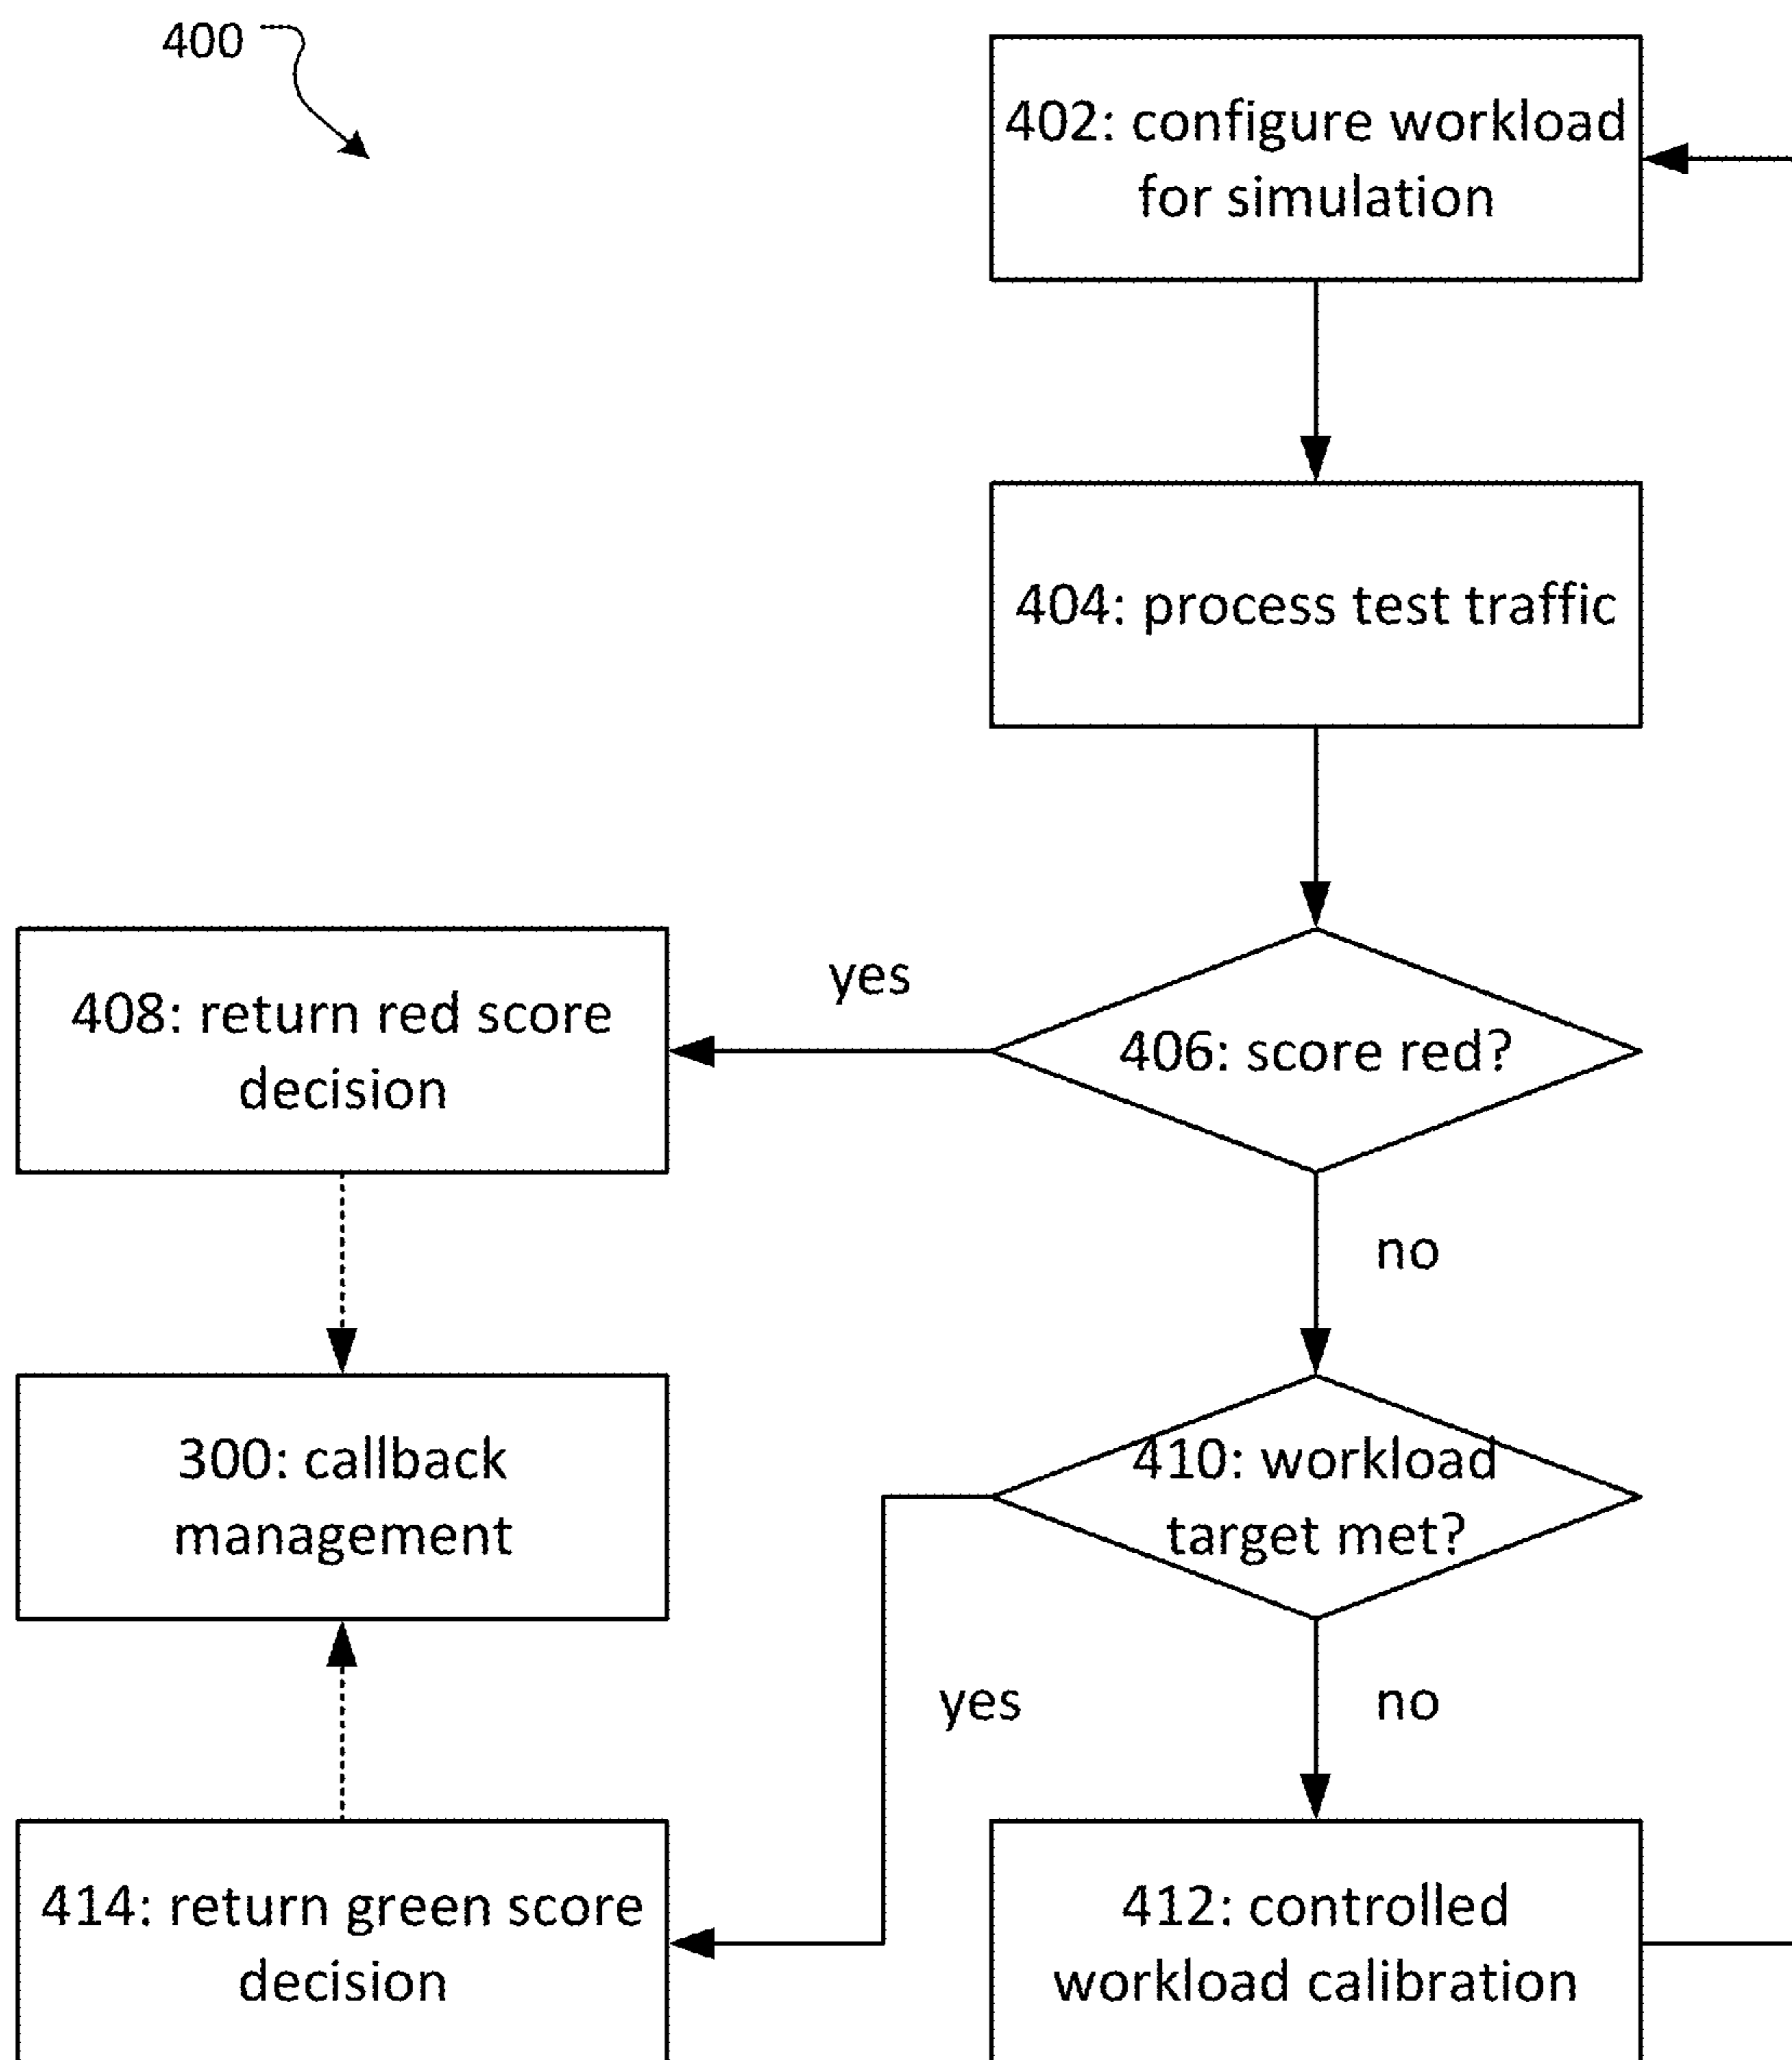 400
402: configure workload
for simulation
404: process test traffic
yes
408: return red score
decision
406: score red?
no
300: callback
management
410: workload
target met?
yes
no
414: return green score
decision
412: controlled
workload calibration